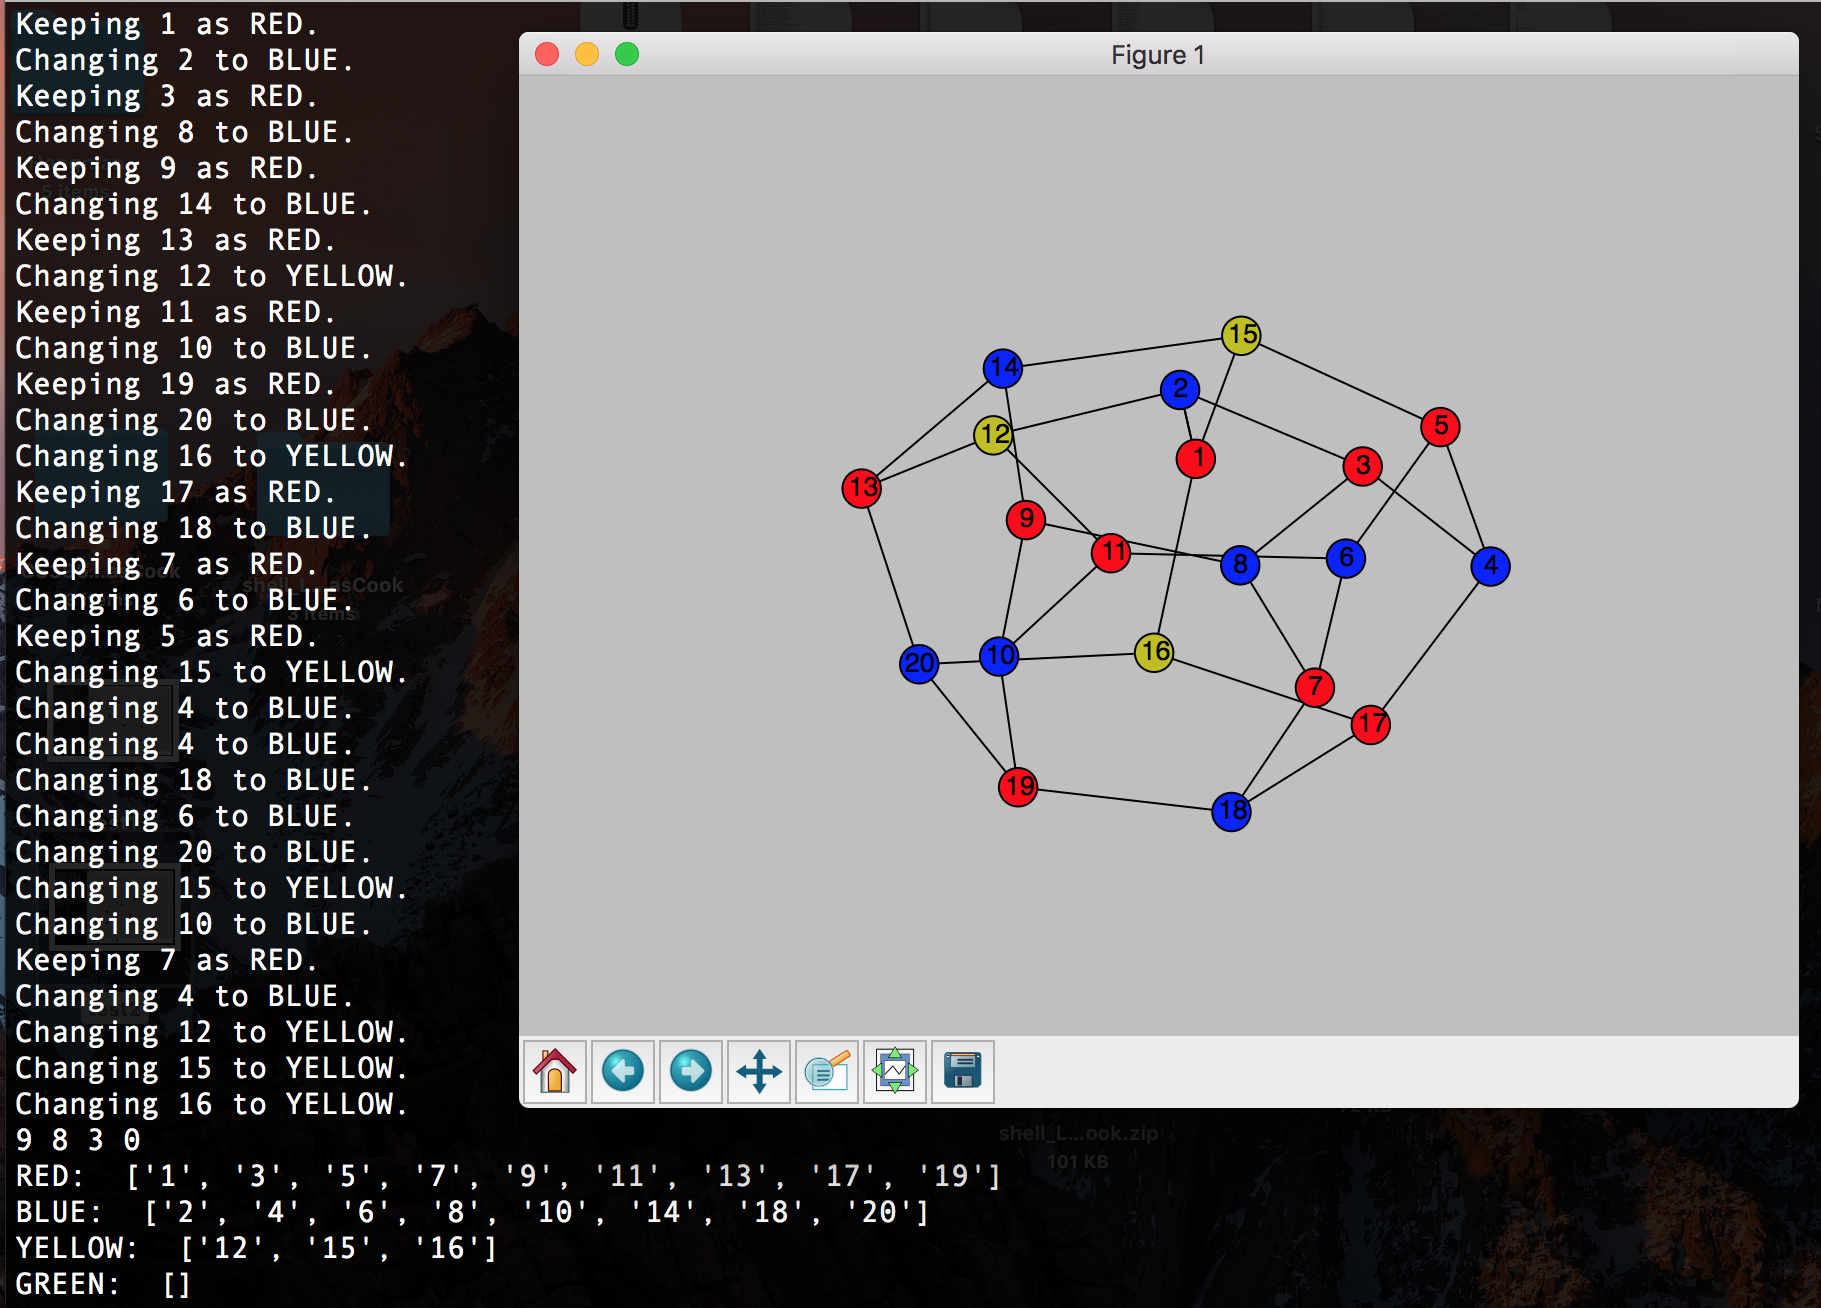 Keeping 1 as RED.
Changing 2 to BLUE.
Keeping 3 as RED.
Changing 8 to BLUE.
Keeping 9 as RED.
Changing 14 to BLUE.
Keeping 13 as RED.
Changing 12 to YELLOW.
Keeping 11 as RED.
Changing 10 to BLUE.
Keeping 19 as RED.
Changing 20 to BLUE.
Changing 16 to YELLOW.
Keeping 17 as RED.
Changing 18 to BLUE.
Keeping 7 as RED.
Changing 6 to BLUE.
Keeping 5 as RED.
Changing 15 to YELLOW.
Changing 4 to BLUE.
Changing 4 to BLUE.
Changing 18 to BLUE.
Changing 6 to BLUE.
Changing 20 to BLUE.
Changing 15 to YELLOW.
Changing 10 to BLUE.
Keeping 7 as RED.
Changing 4 to BLUE.
Changing 12 to YELLOW.
Changing 15 to YELLOW.
Changing 16 to YELLOW.
9 8 3 0
RED:  ['1', '3', '5', '7', '9', '11', '13', '17', '19']
BLUE:  ['2', '4', '6', '8', '10', '14', '18', '20']
YELLOW:  ['12', '15', '16']
GREEN:  []
Figure 1
15
14
2
5
12
1
3
13
9
11
8
6
4
16
10
20
7
17
19
18
5 items
shell_L...asCook
3 items
shell_L...ook.zip
101 KB